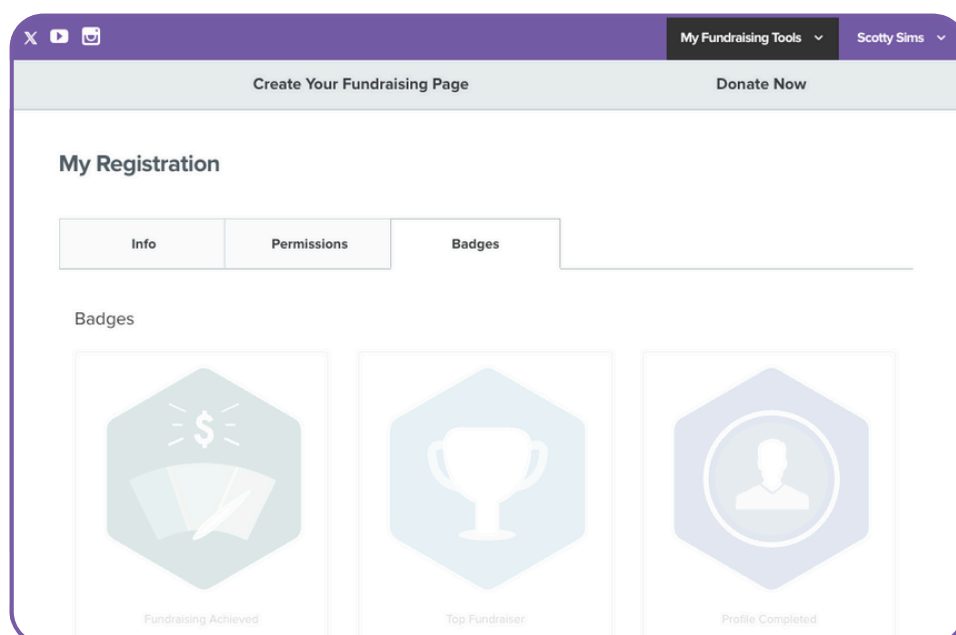 My Fundraising Tools Scotty Sims
Create Your Fundraising Page Donate Now
My Registration
Info Permissions Badges
Badges
$
Fundraising Achieved Top Fundraiser Profile Completed